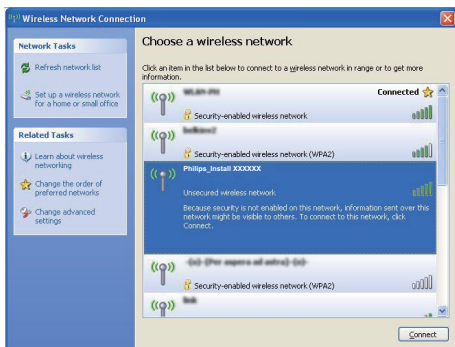 Wireless Network Connection
Network Tasks
Refresh network list
Set up a wireless network
for a home or small office
Related Tasks
Learn about wireless
networking
Change the order of
preferred networks
Change advanced
settings
Choose a wireless network
Click an item in the list below to connect to a wireless network in range or to get more
information.
Connected
Security-enabled wireless network
Security-enabled wireless network (WPA2)
Philips_Install XXXXXX
Unsecured wireless network
Because security is not enabled on this network, information sent over this
network might be visible to others. To connect to this network, click
Connect.
Security-enabled wireless network (WPA2)
Security-enabled wireless network (WPA2)
Connect